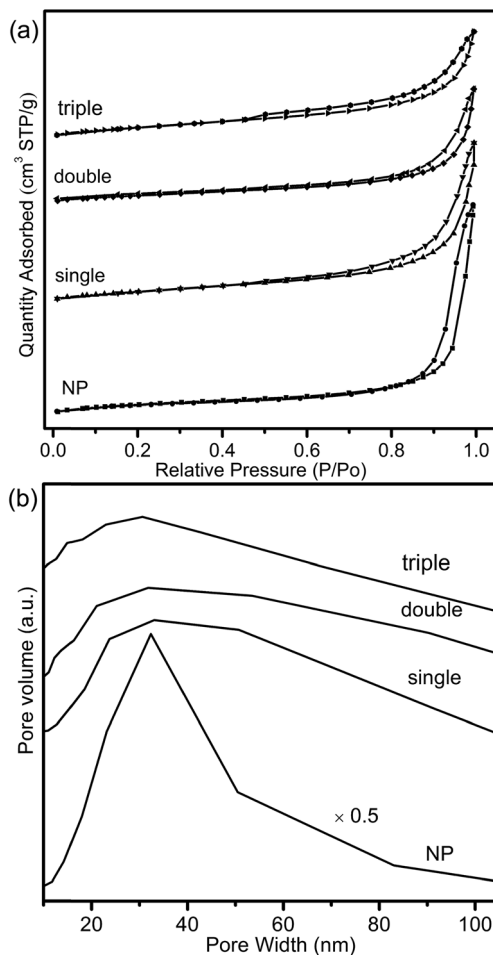 (a)
triple
double
single
NP
Quantity Adsorbed (cm³ STP/g)
0.0 0.2 0.4 0.6 0.8 1.0
Relative Pressure (P/Po)
(b)
triple
double
single
× 0.5
NP
Pore volume (a.u.)
20 40 60 80 100
Pore Width (nm)